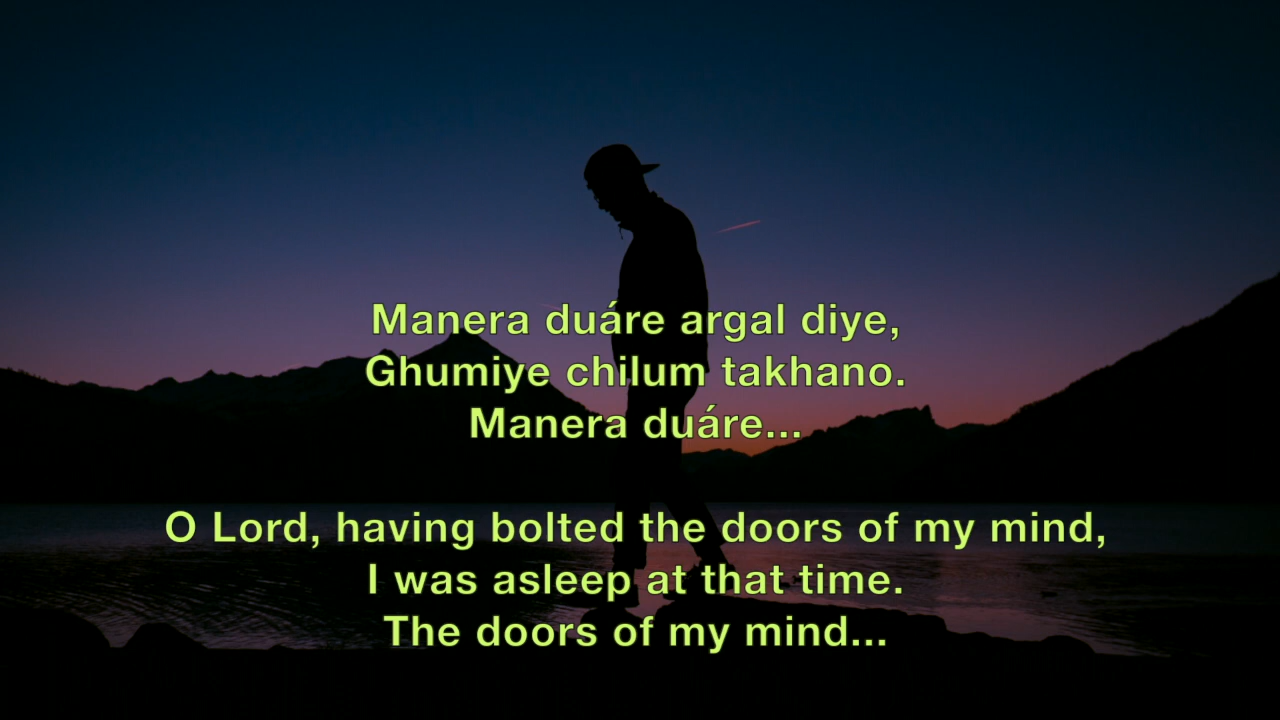 Manera duáre argal diye,
Ghumiye chilum takhano.
Manera duáre...
O Lord, having bolted the doors of my mind,
I was asleep at that time.
The doors of my mind...